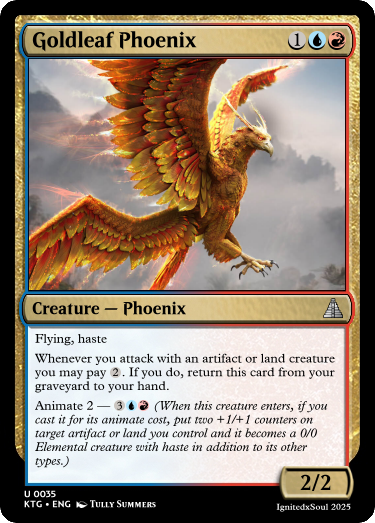 Goldleaf Phoenix 1
Creature — Phoenix
Flying, haste
Whenever you attack with an artifact or land creature
you may pay 2. If you do, return this card from your
graveyard to your hand.
Animate 2 — 3 (When this creature enters, if you
cast it for its animate cost, put two +1/+1 counters on
target artifact or land you control and it becomes a 0/0
Elemental creature with haste in addition to its other
types.)
2/2
U 0035
KTG • ENG Tully Summers
IgnitedxSoul 2025